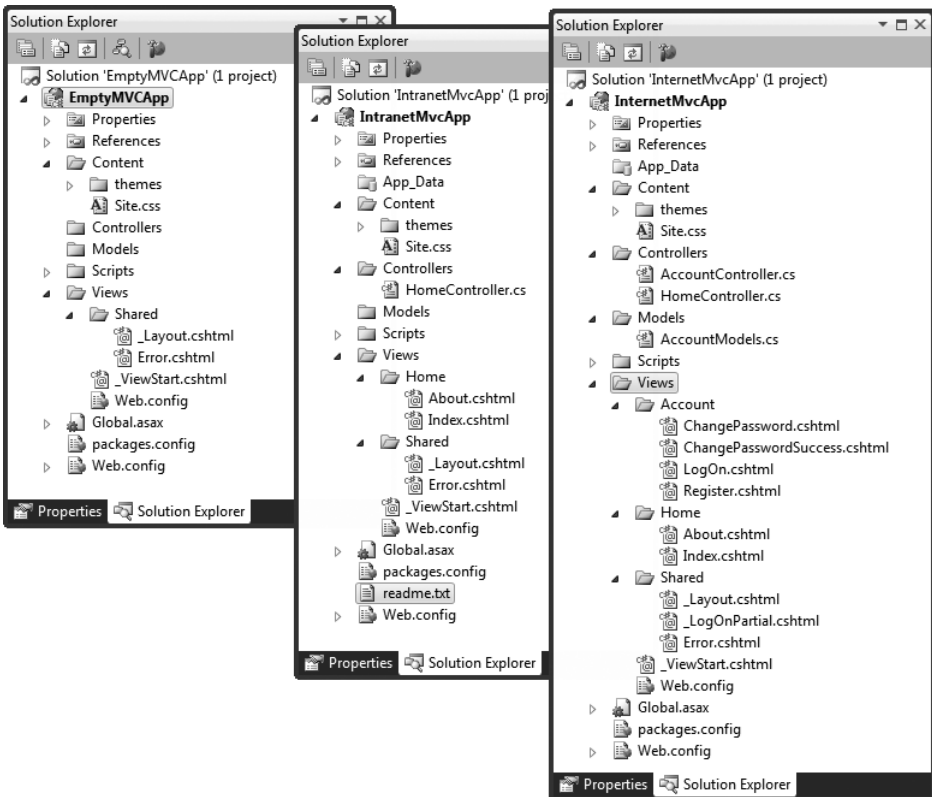 Solution Explorer
Solution 'EmptyMVCApp' (1 project)
EmptyMVCApp
Properties
References
Content
themes
Site.css
Controllers
Models
Scripts
Views
Shared
_Layout.cshtml
Error.cshtml
_ViewStart.cshtml
Web.config
Global.asax
packages.config
Web.config
Properties Solution Explorer
Solution Explorer
Solution 'IntranetMvcApp' (1 proj
IntranetMvcApp
Properties
References
App_Data
Content
themes
Site.css
Controllers
HomeController.cs
Models
Scripts
Views
Home
About.cshtml
Index.cshtml
Shared
_Layout.cshtml
Error.cshtml
_ViewStart.cshtml
Web.config
Global.asax
packages.config
readme.txt
Web.config
Properties Solution Explorer
Solution Explorer
Solution 'InternetMvcApp' (1 project)
InternetMvcApp
Properties
References
App_Data
Content
themes
Site.css
Controllers
AccountController.cs
HomeController.cs
Models
AccountModels.cs
Scripts
Views
Account
ChangePassword.cshtml
ChangePasswordSuccess.cshtml
LogOn.cshtml
Register.cshtml
Home
About.cshtml
Index.cshtml
Shared
_Layout.cshtml
_LogOnPartial.cshtml
Error.cshtml
_ViewStart.cshtml
Web.config
Global.asax
packages.config
Web.config
Properties Solution Explorer